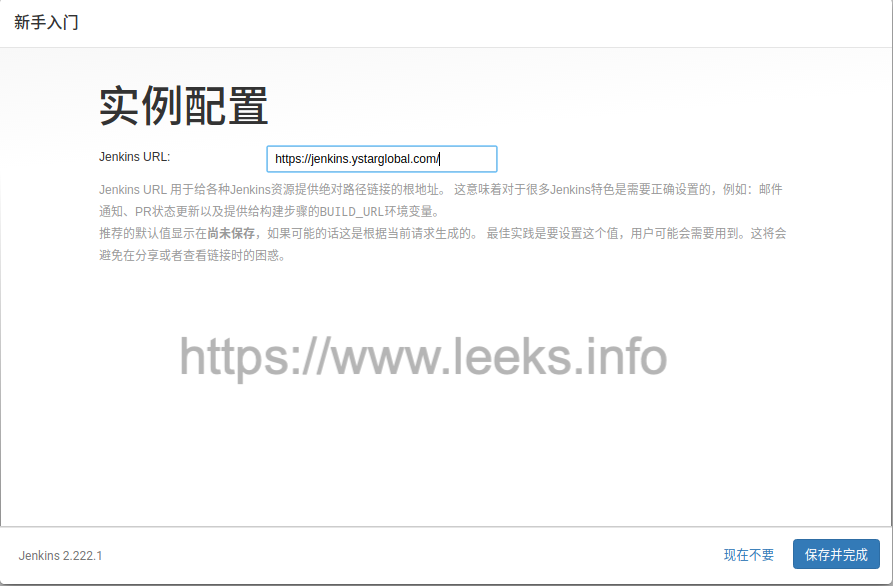 新手入门
实例配置
Jenkins URL:
https://jenkins.ystarglobal.com/
Jenkins URL 用于给各种Jenkins资源提供绝对路径链接的根地址。 这意味着对于很多Jenkins特色是需要正确设置的，例如：邮件
通知、PR状态更新以及提供给构建步骤的BUILD_URL环境变量。
推荐的默认值显示在尚未保存，如果可能的话这是根据当前请求生成的。 最佳实践是要设置这个值，用户可能会需要用到。这将会
避免在分享或者查看链接时的困惑。
https://www.leeks.info
Jenkins 2.222.1
现在不要
保存并完成